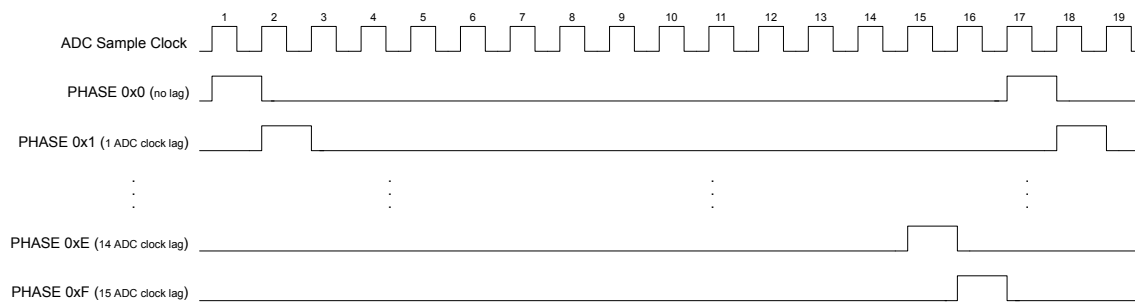 1 2 3 4 5 6 7 8 9 10 11 12 13 14 15 16 17 18 19
ADC Sample Clock
PHASE 0x0 (no lag)
PHASE 0x1 (1 ADC clock lag)
PHASE 0xE (14 ADC clock lag)
PHASE 0xF (15 ADC clock lag)